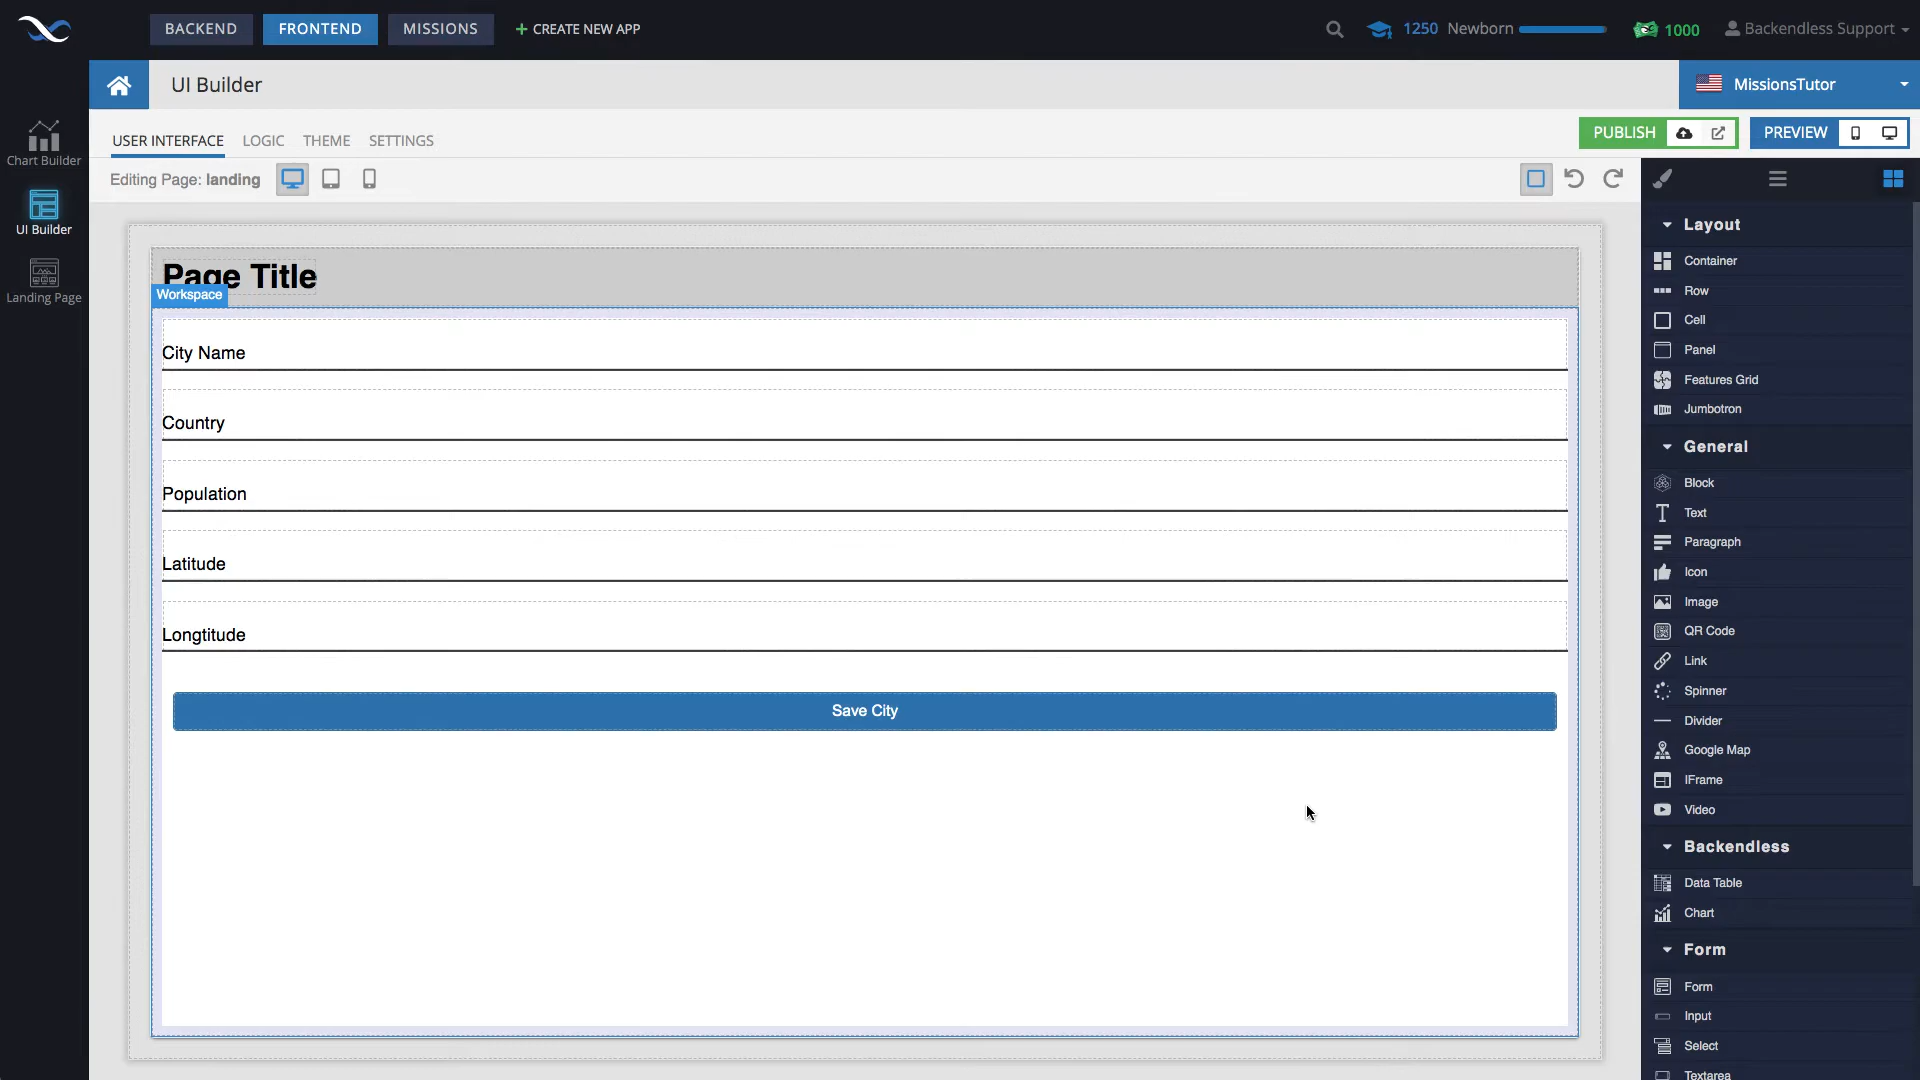 BACKEND
FRONTEND
MISSIONS
+ CREATE NEW APP
1250 Newborn
1000
Backendless Support
UI Builder
MissionsTutor
Chart Builder
UI Builder
Landing Page
USER INTERFACE
LOGIC
THEME
SETTINGS
PUBLISH
PREVIEW
Editing Page: landing
Page Title
Workspace
City Name
Country
Population
Latitude
Longtitude
Save City
Layout
Container
Row
Cell
Panel
Features Grid
Jumbotron
General
Block
Text
Paragraph
Icon
Image
QR Code
Link
Spinner
Divider
Google Map
IFrame
Video
Backendless
Data Table
Chart
Form
Form
Input
Select
Textarea